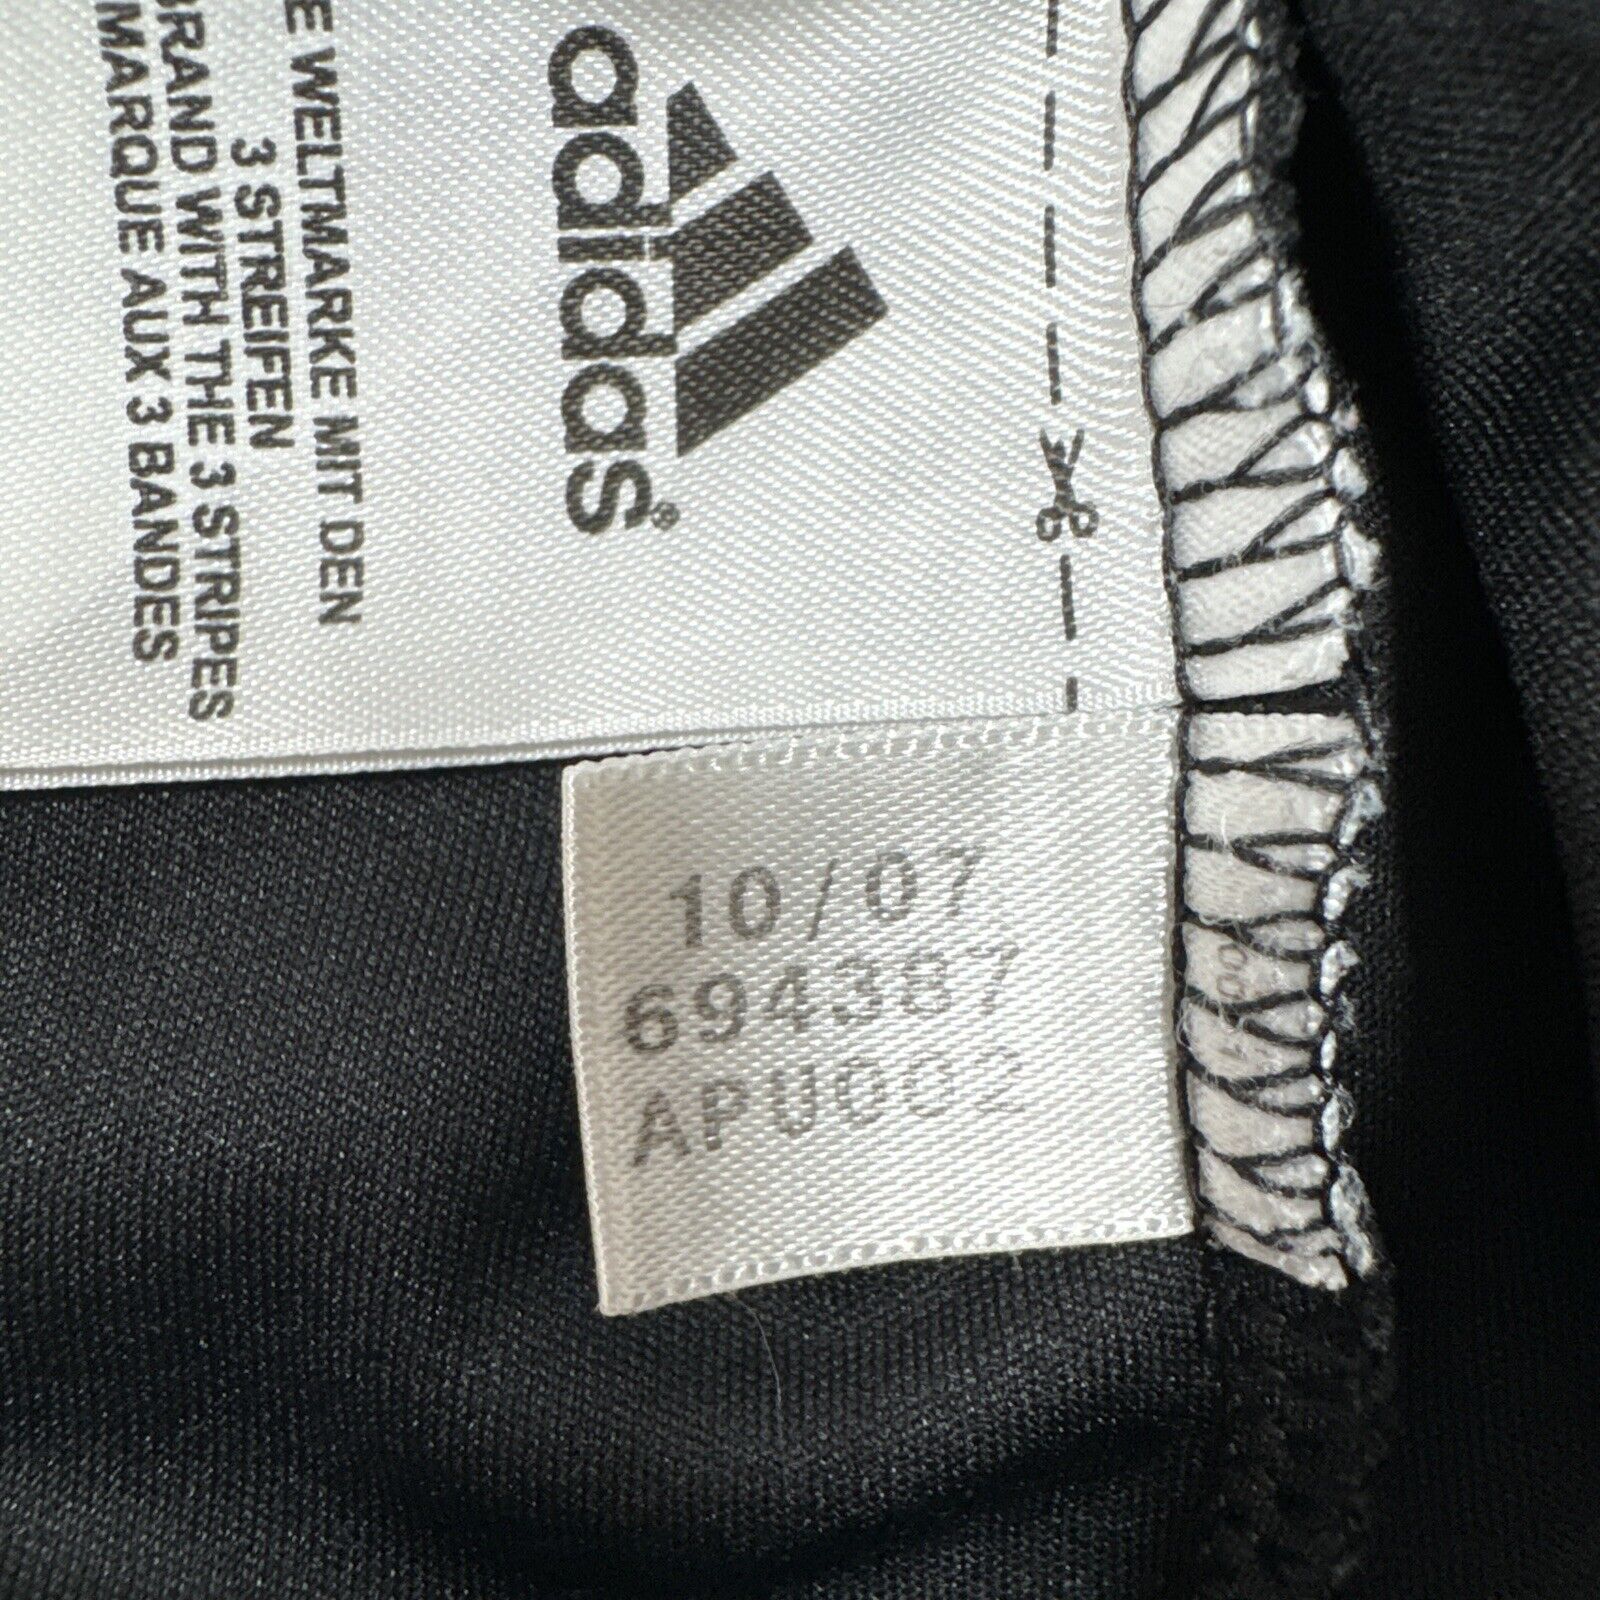 adidas®
E WELTMARKE MIT DEN
3 STREIFEN
BRAND WITH THE 3 STRIPES
MARQUE AUX 3 BANDES
10/07
694387
APU002